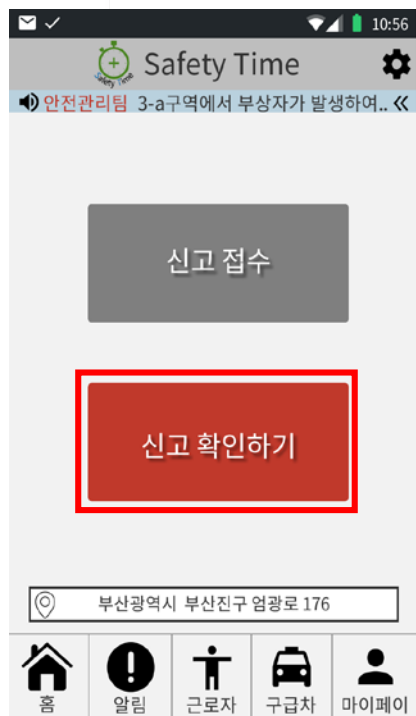 10:56
Safety Time
Safety Time
안전관리팀 3-a구역에서 부상자가 발생하여..
신고 접수
신고 확인하기
부산광역시 부산진구 엄광로 176
홈 알림 근로자 구급차 마이페이